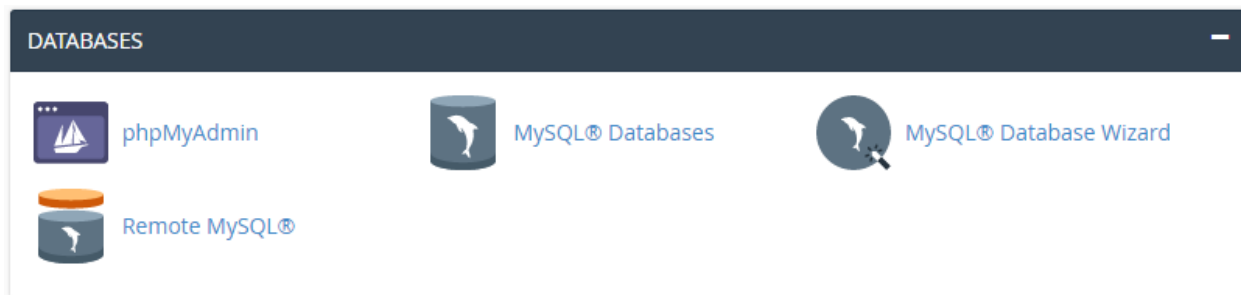 DATABASES
phpMyAdmin
MySQL® Databases
MySQL® Database Wizard
Remote MySQL®